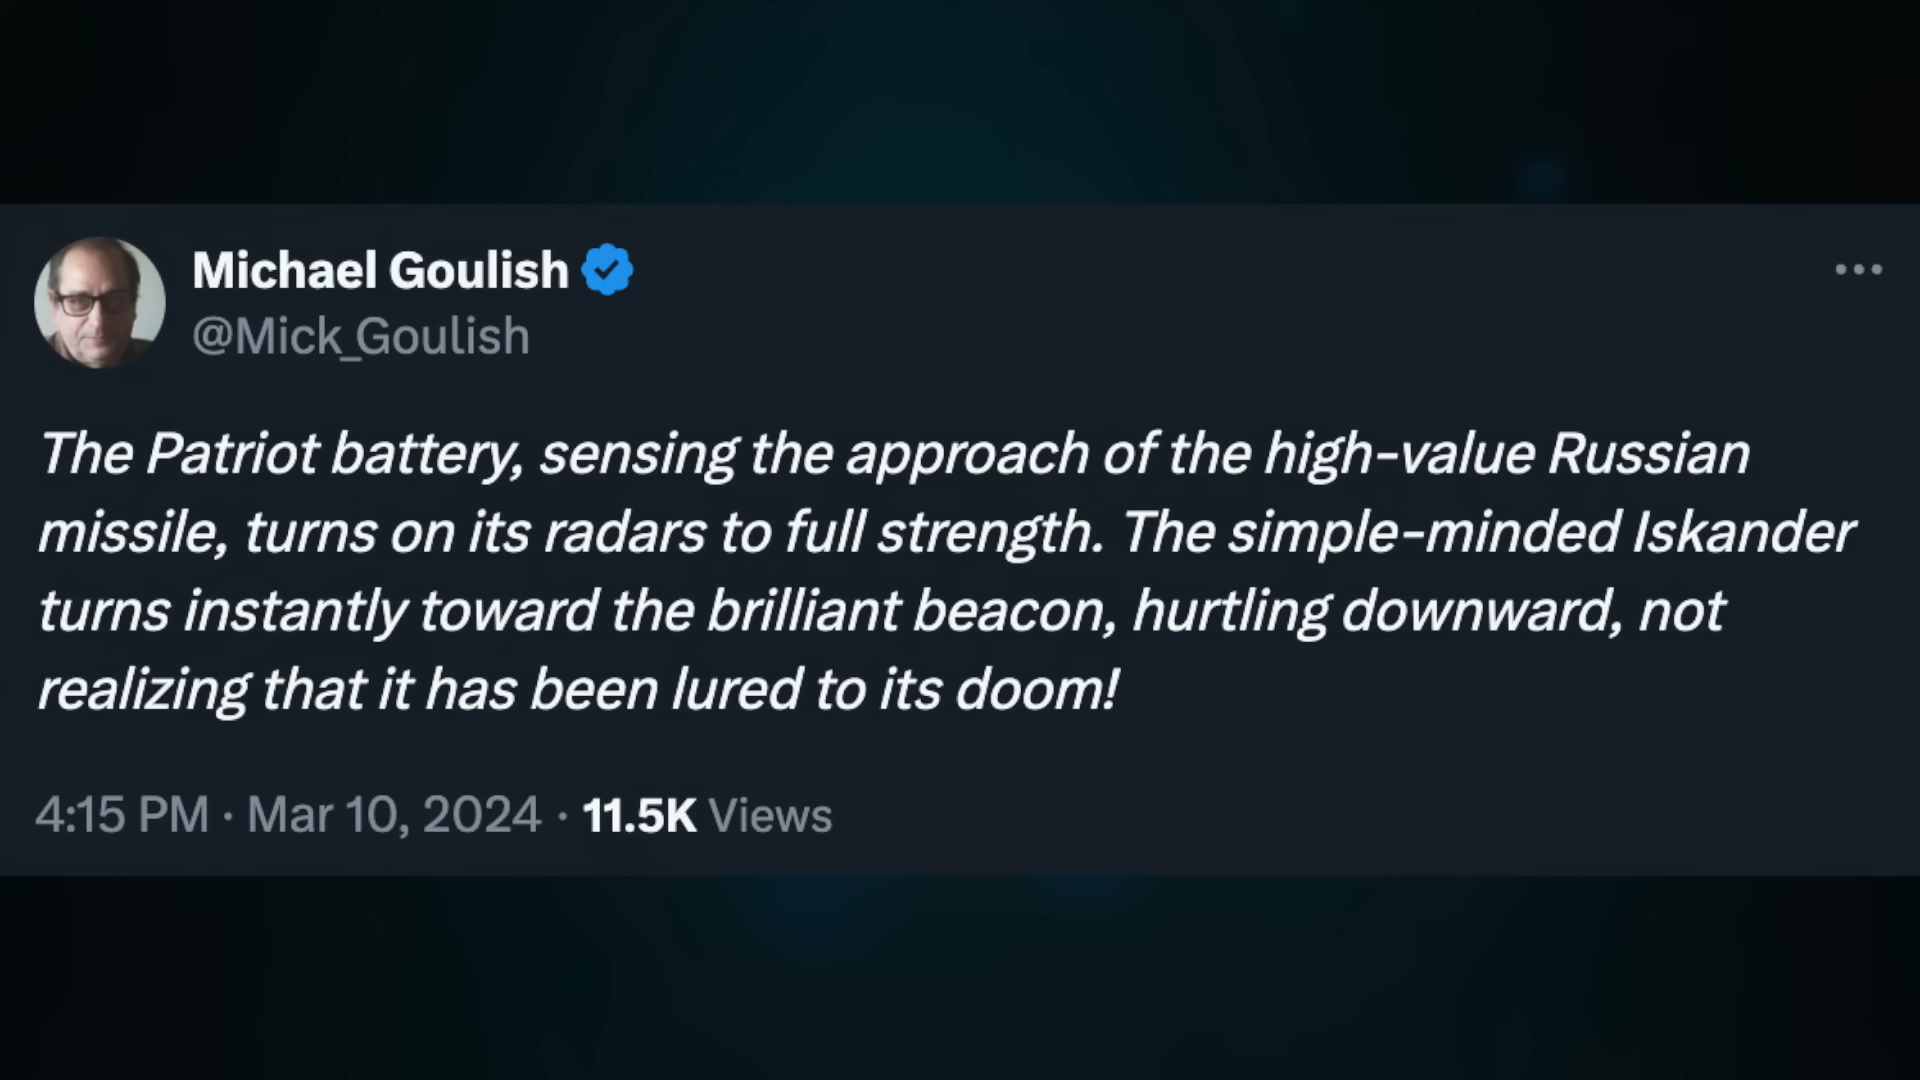 Michael Goulish
@Mick_Goulish
The Patriot battery, sensing the approach of the high-value Russian
missile, turns on its radars to full strength. The simple-minded Iskander
turns instantly toward the brilliant beacon, hurtling downward, not
realizing that it has been lured to its doom!
4:15 PM · Mar 10, 2024 · 11.5K Views